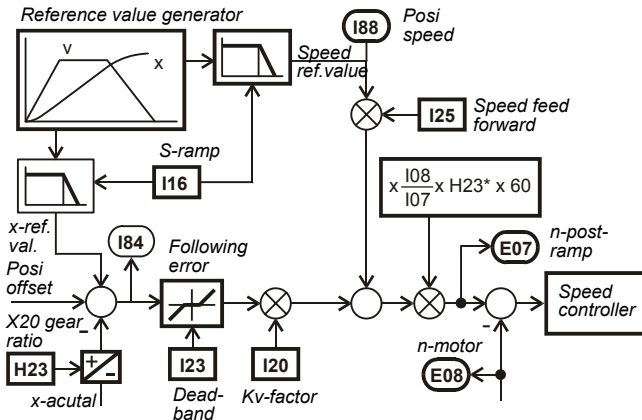 Reference value generator
I88
Posi
speed
v
x
Speed
ref.value
I25
Speed feed
forward
S-ramp
I16
x I08/I07 x H23* x 60
x-ref.
val.
I84
Following
error
n-post-
ramp
E07
Posi
offset
Speed
controller
X20 gear
ratio
H23
+
-
I23
I20
n-motor
E08
-
-
x-acutal
Dead-
band
Kv-factor